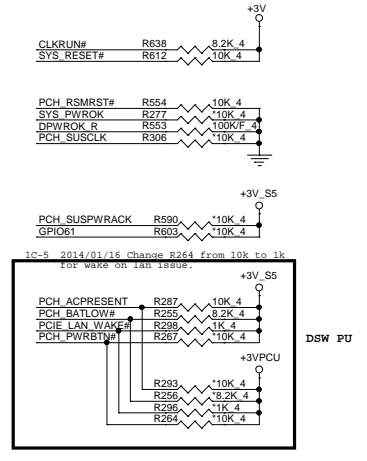 +3V
CLKRUN# R638 8.2K_4
SYS_RESET# R612 10K_4
PCH_RSMRST# R554 10K_4
SYS_PWROK R277 *10K_4
DPWROK_R R553 100K/F_4
PCH_SUSCLK R306 *10K_4
+3V_S5
PCH_SUSPWRACK R590 *10K_4
GPIO61 R603 *10K_4
1C-5 2014/01/16 Change R264 from 10k to 1k
for wake on lan issue.
+3V_S5
PCH_ACPRESENT R287 10K_4
PCH_BATLOW# R255 8.2K_4
PCIE_LAN_WAKE# R298 1K_4
PCH_PWRBTN# R267 *10K_4
DSW PU
+3VPCU
R293 *10K_4
R256 *8.2K_4
R296 *1K_4
R264 *10K_4